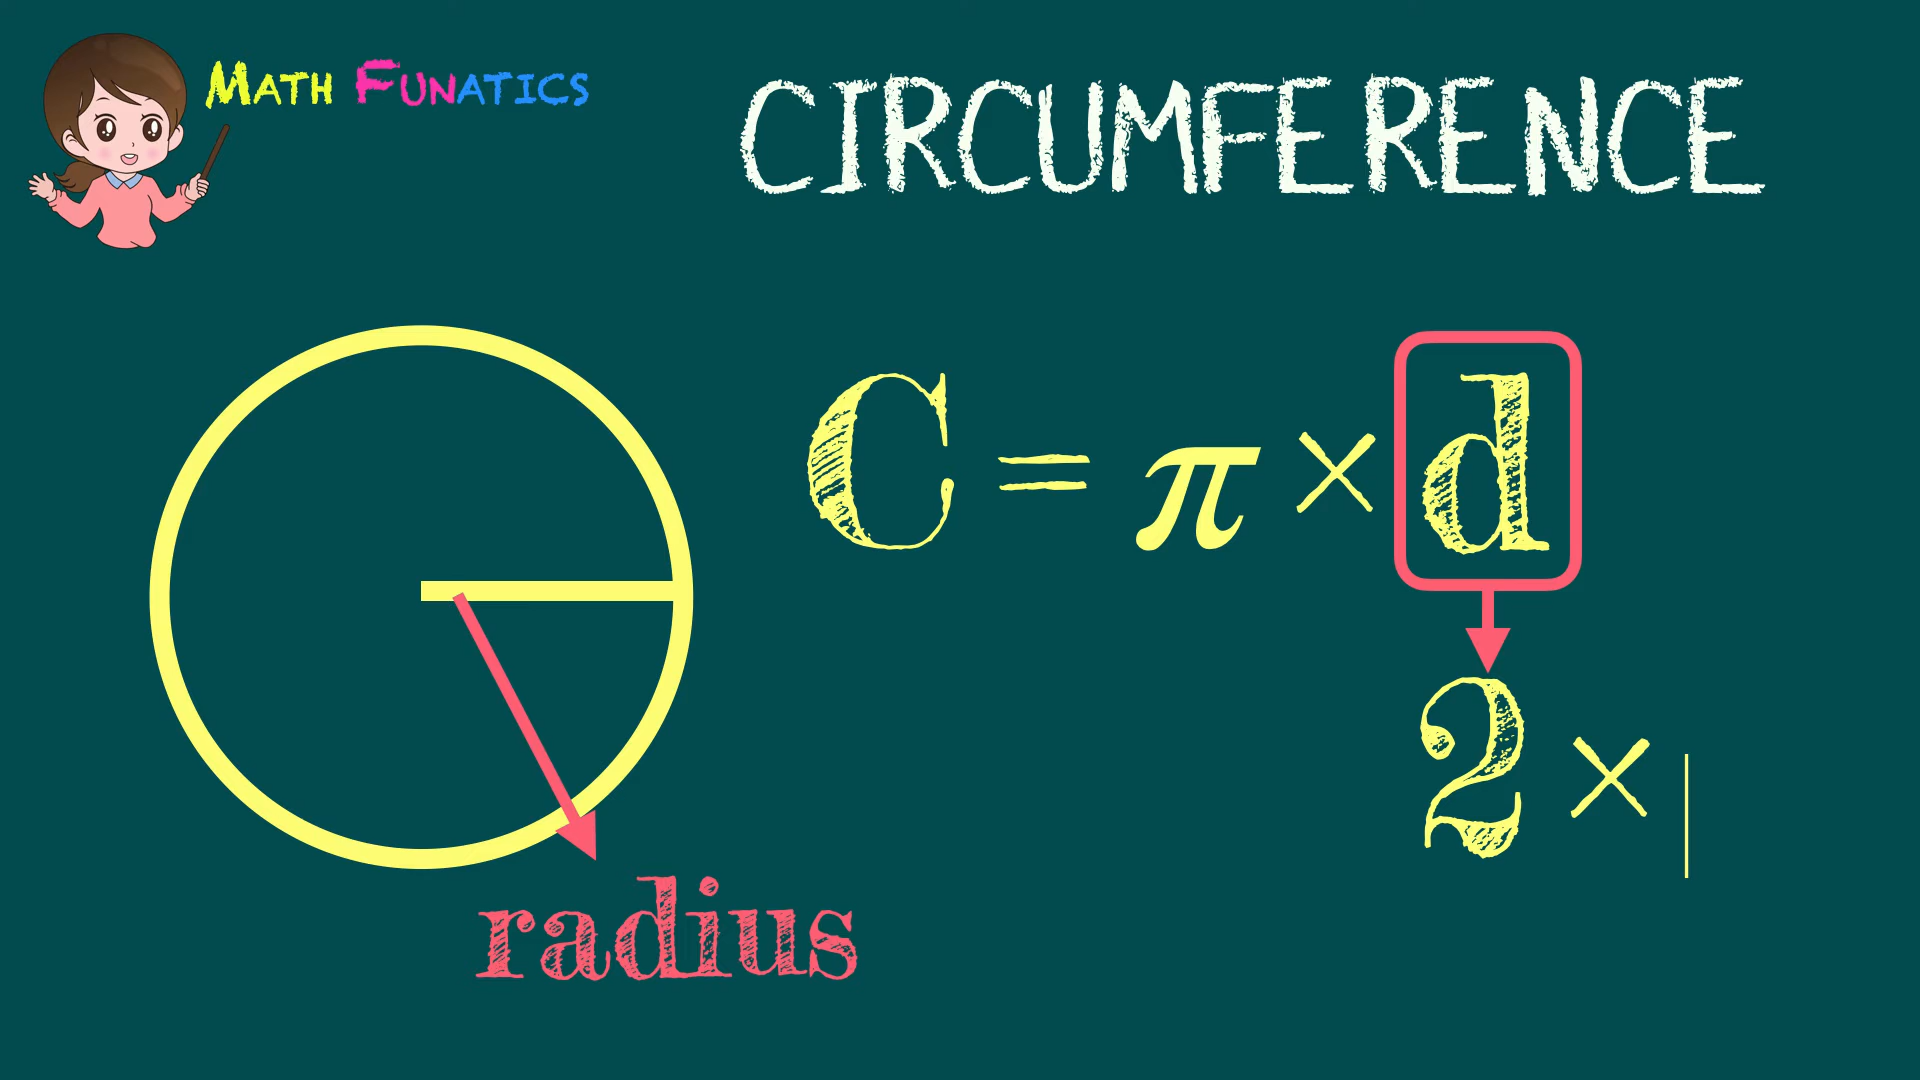 MATH FUNATICS
CIRCUMFERENCE
C = π × d
2 ×
radius